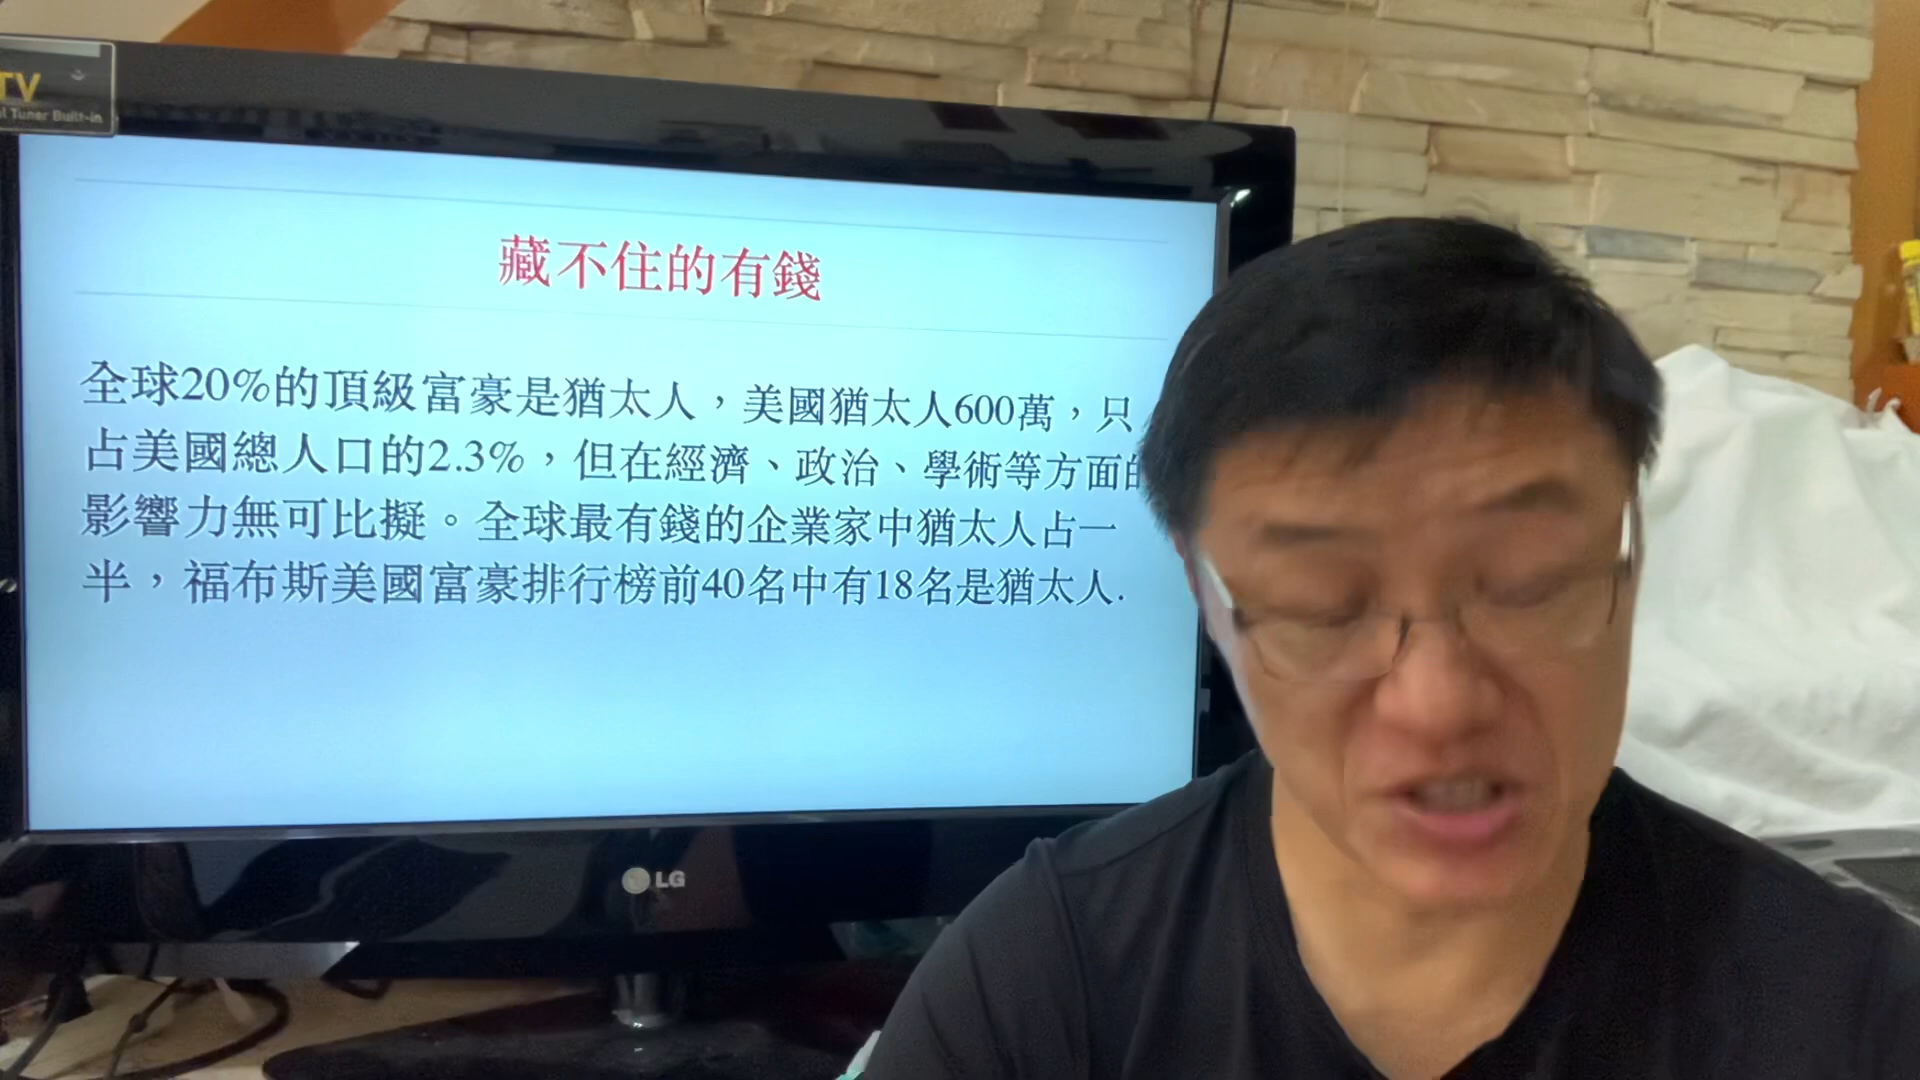 TV
Tuner Built-in
藏不住的有錢
全球20%的頂級富豪是猶太人，美國猶太人600萬，只
占美國總人口的2.3%，但在經濟、政治、學術等方面的
影響力無可比擬。全球最有錢的企業家中猶太人占一
半，福布斯美國富豪排行榜前40名中有18名是猶太人.
LG